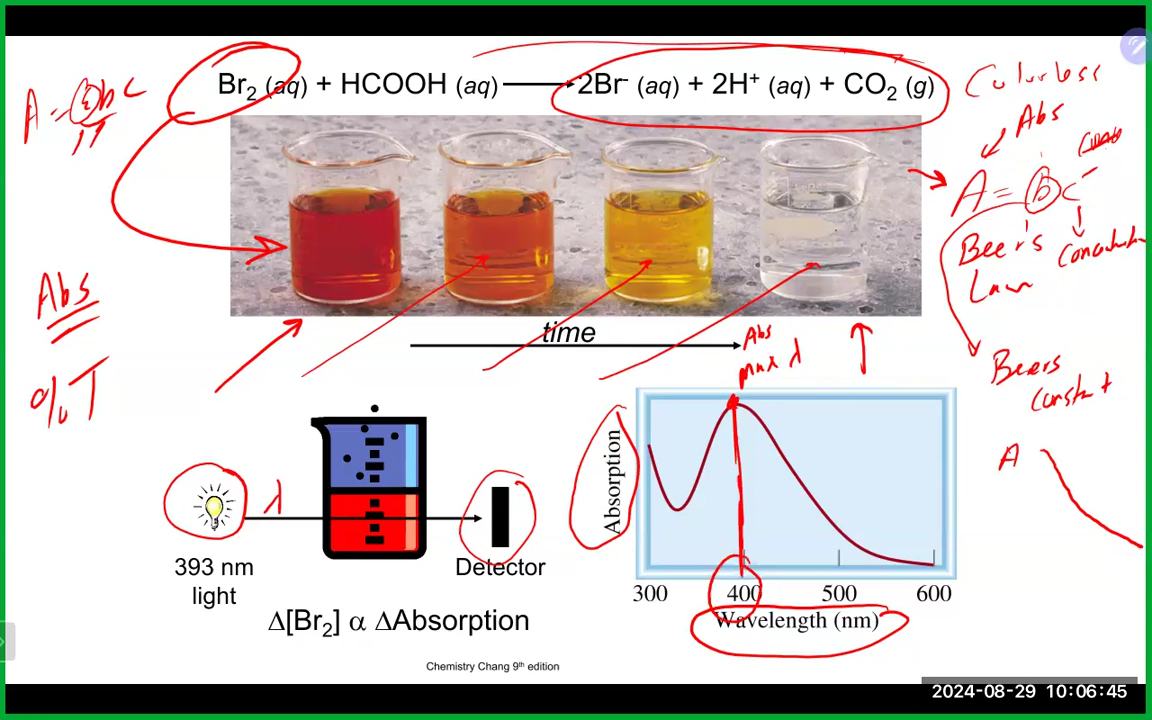 Br₂ (aq) + HCOOH (aq) ⟶ 2Br⁻ (aq) + 2H⁺ (aq) + CO₂ (g)
A = εbc
Colorless
Abs
A = bc
Beer's
Law
Abs
%T
time
Abs
max λ
Beers
constant
A
λ
393 nm
light
Detector
Δ[Br₂] α ΔAbsorption
Absorption
300 400 500 600
Wavelength (nm)
Chemistry Chang 9th edition
2024-08-29 10:06:45